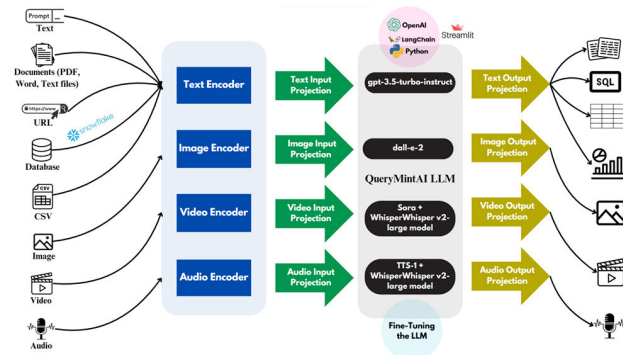 Prompt
Text
Documents (PDF,
Word, Text files)
https://www
URL
snowflake
Database
CSV
CSV
Image
Video
Audio
Text Encoder
Image Encoder
Video Encoder
Audio Encoder
Text Input
Projection
Image Input
Projection
Video Input
Projection
Audio Input
Projection
OpenAI
LangChain
Python
Streamlit
gpt-3.5-turbo-instruct
dall-e-2
QueryMintAI LLM
Sora +
WhisperWhisper v2-
large model
TTS-1 +
WhisperWhisper v2-
large model
Fine-Tuning
the LLM
Text Output
Projection
Image Output
Projection
Video Output
Projection
Audio Output
Projection
SQL